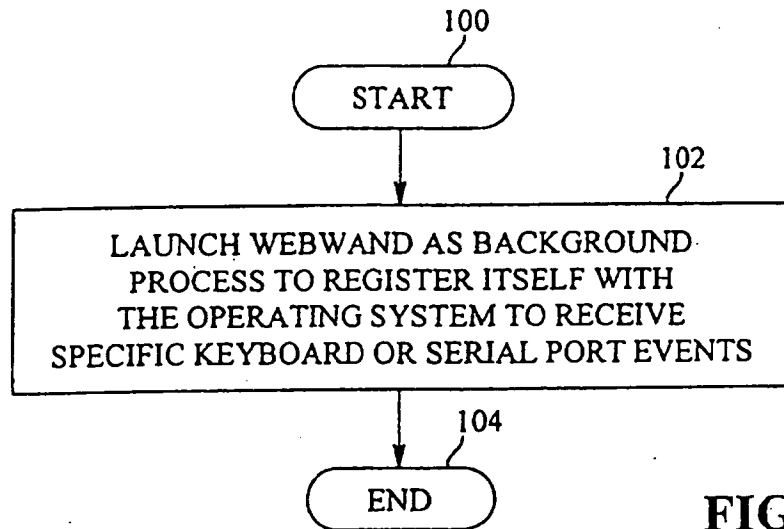 100
START
102
LAUNCH WEBWAND AS BACKGROUND
PROCESS TO REGISTER ITSELF WITH
THE OPERATING SYSTEM TO RECEIVE
SPECIFIC KEYBOARD OR SERIAL PORT EVENTS
104
END
FIG